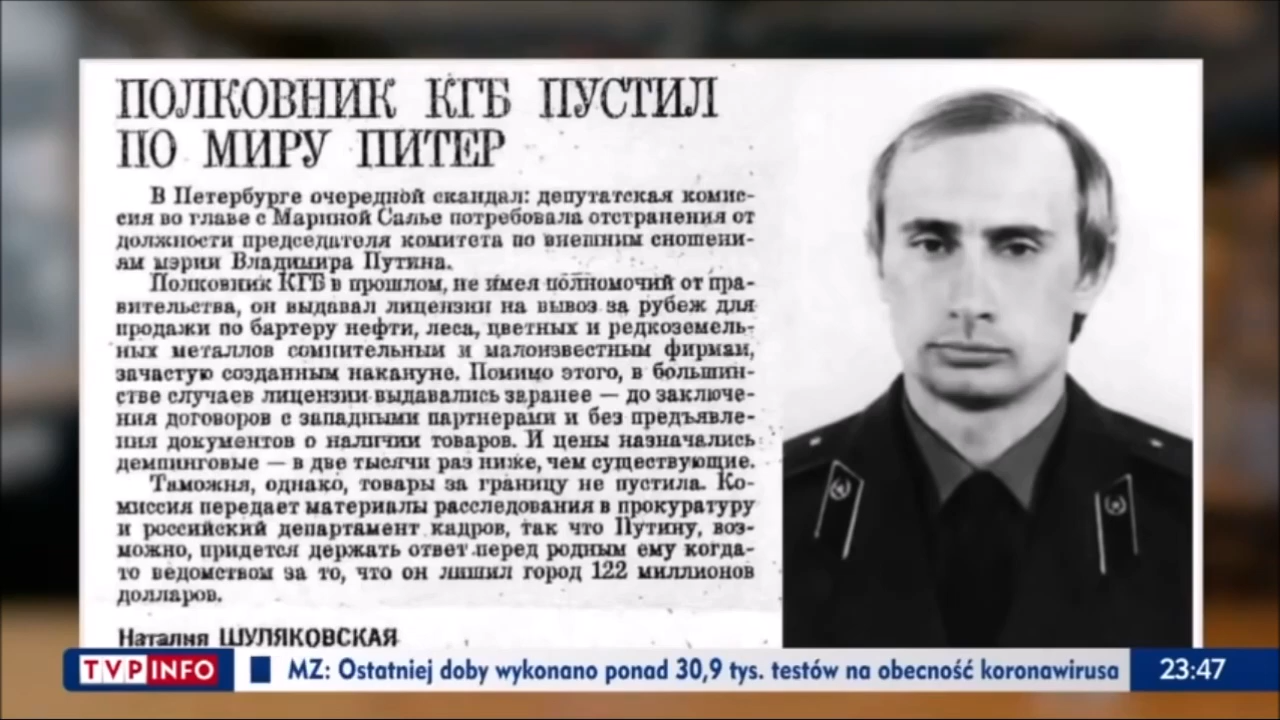 ПОЛКОВНИК КГБ ПУСТИЛ
ПО МИРУ ПИТЕР
В Петербурге очередной скандал: депутатская комис-
сия во главе с Мариной Салье потребовала отстранения от
должности председателя комитета по внешним сношени-
ям мэрии Владимира Путина.
Полковник КГБ в прошлом, не имея полномочий от пра-
вительства, он выдавал лицензии на вывоз за рубеж для
продажи по бартеру нефти, леса, цветных и редкоземель-
ных металлов сомнительным и малоизвестным фирмам,
зачастую созданным накануне. Помимо этого, в большин-
стве случаев лицензии выдавались заранее — до заключе-
ния договоров с западными партнерами и без предъявле-
ния документов о наличии товаров. И цены назначались
демпинговые — в две тысячи раз ниже, чем существующие.
Таможня, однако, товары за границу не пустила. Ко-
миссия передает материалы расследования в прокуратуру
и российский департамент кадров, так что Путину, воз-
можно, придется держать ответ перед родным ему когда-
то ведомством за то, что он лишил город 122 миллионов
долларов.
Наталия ШУЛЯКОВСКАЯ
TVP INFO MZ: Ostatniej doby wykonano ponad 30,9 tys. testów na obecność koronawirusa 23:47